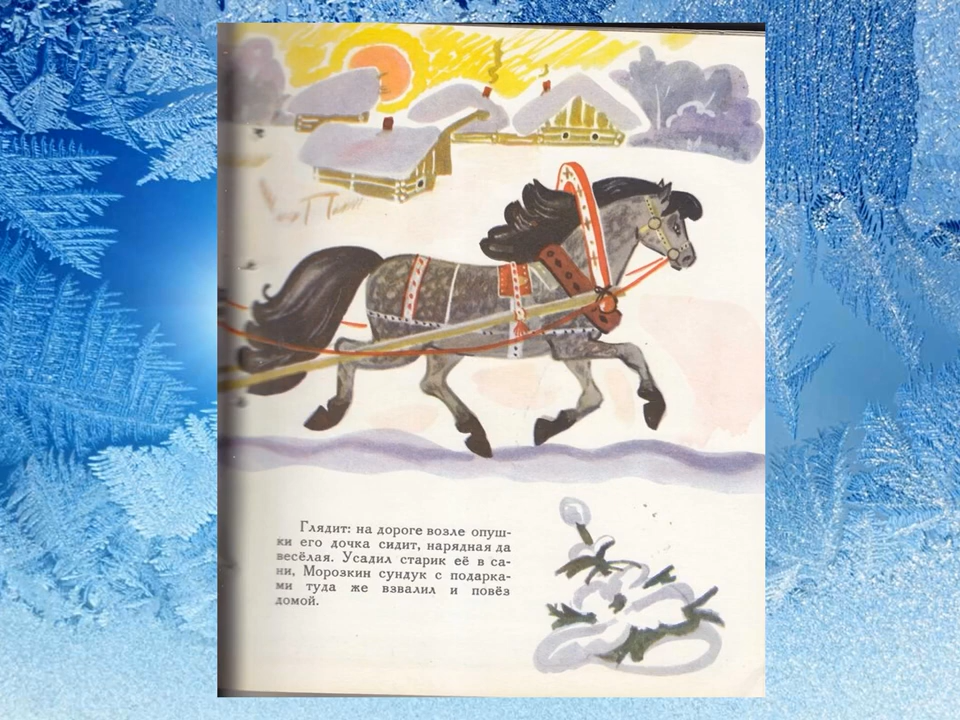 Глядит: на дороге возле опуш-
ки его дочка сидит, нарядная да
весёлая. Усадил старик её в са-
ни, Морозкин сундук с подарка-
ми туда же взвалил и повёз
домой.